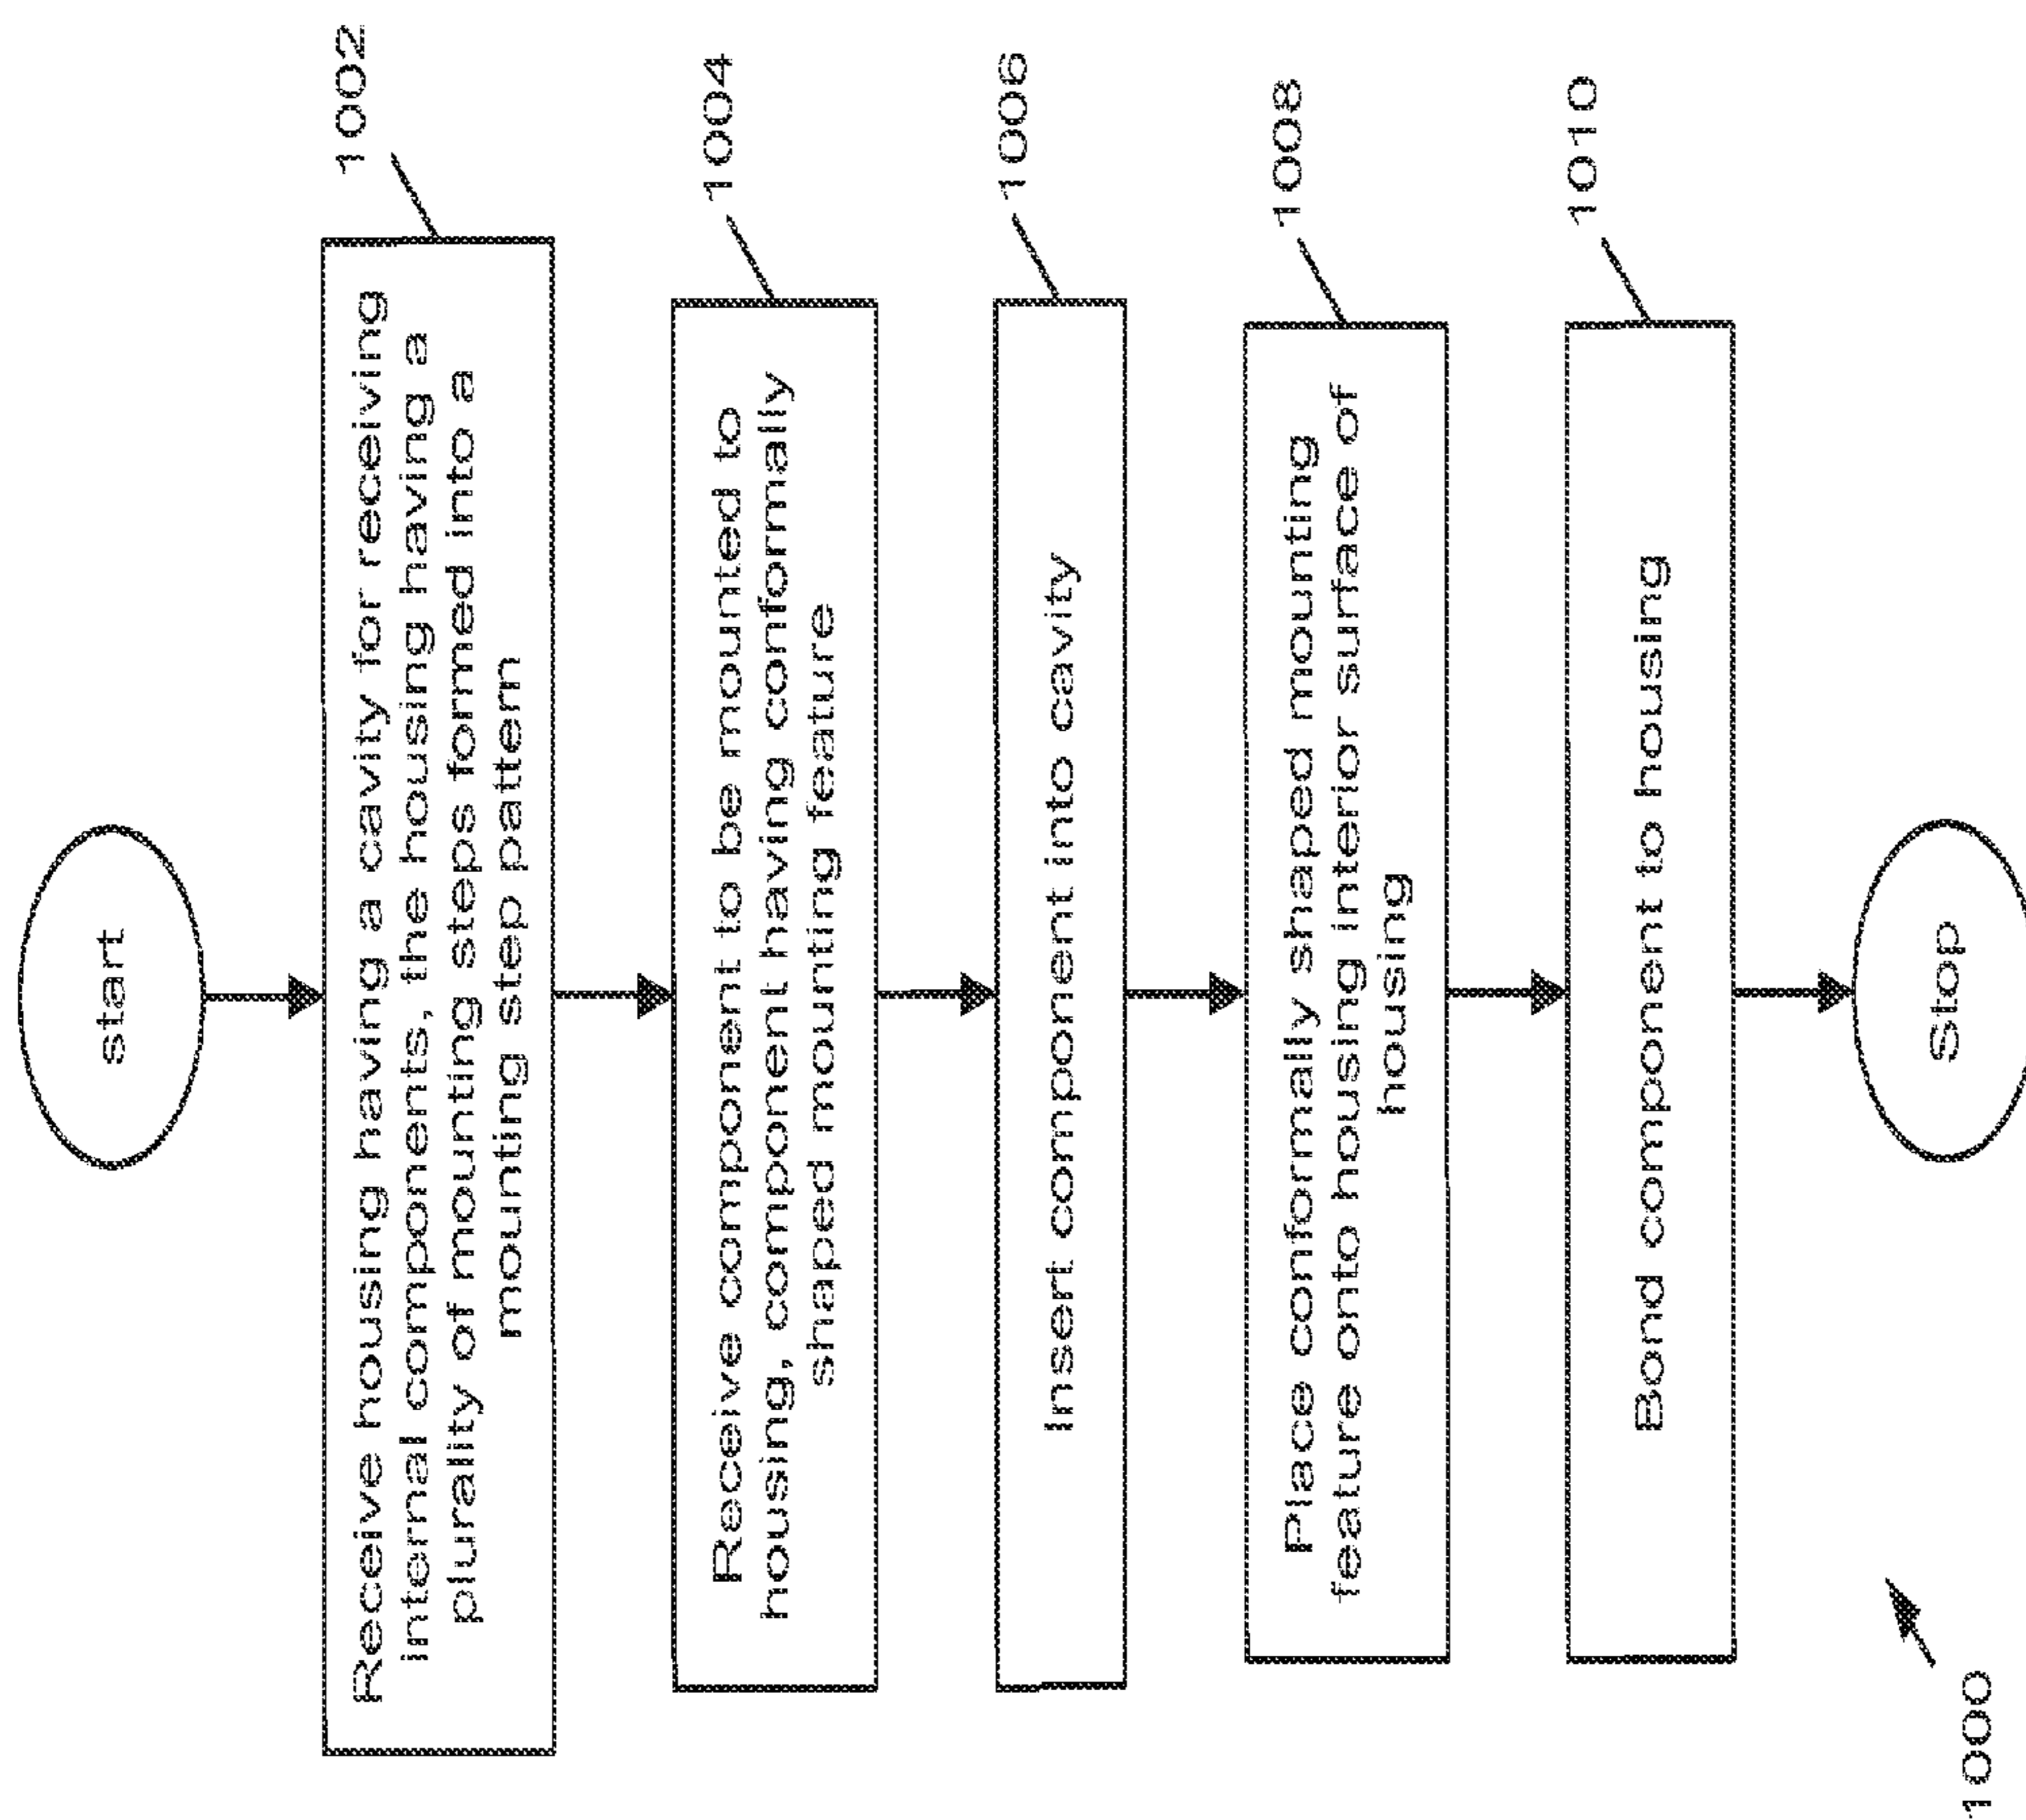 start
Receive housing having a cavity for receiving
internal components, the housing having a
plurality of mounting steps formed into a
mounting step pattern
1002
Receive component to be mounted to
housing, component having conformally
shaped mounting feature
1004
Insert component into cavity
1006
Place conformally shaped mounting
feature onto housing interior surface of
housing
1008
Bond component to housing
1010
Stop
1000